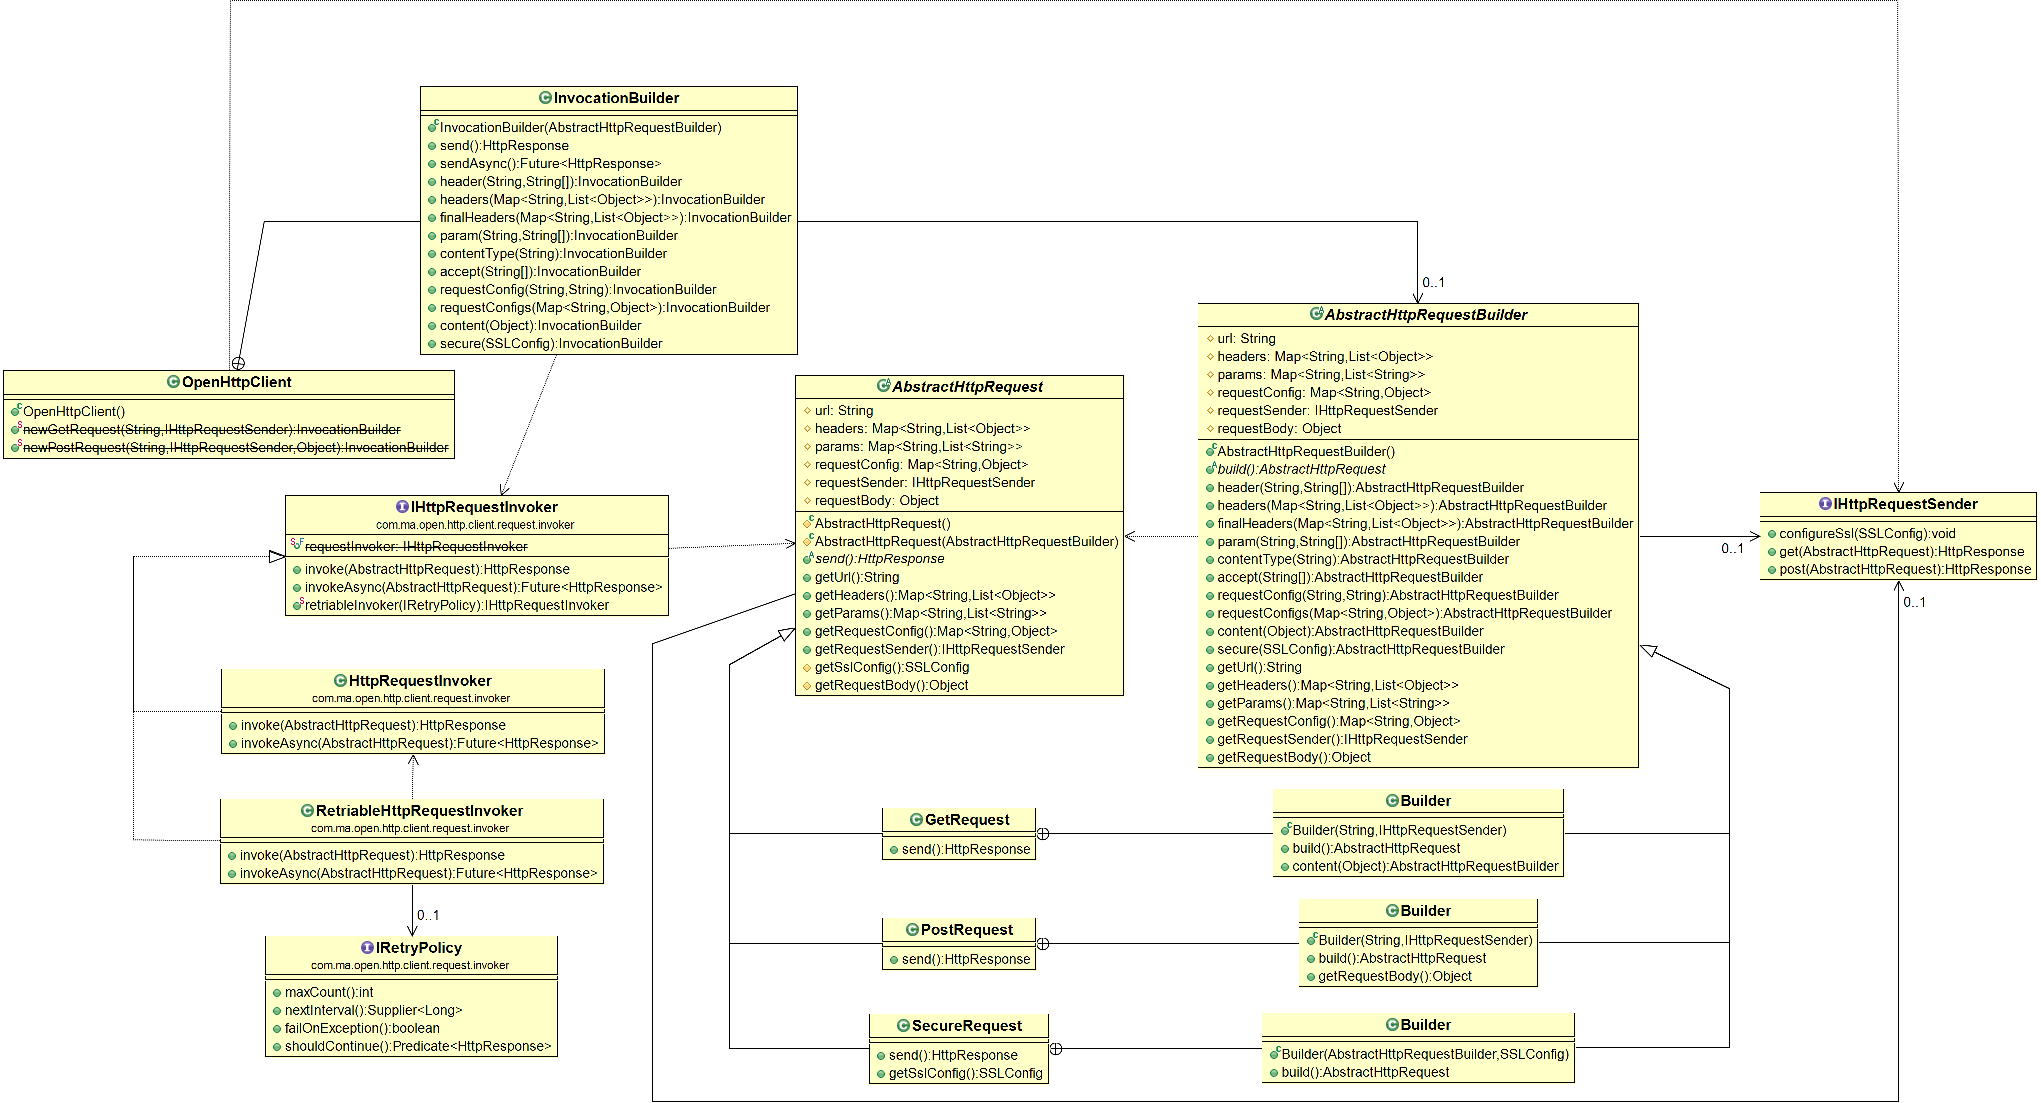 InvocationBuilder
InvocationBuilder(AbstractHttpRequestBuilder)
send():HttpResponse
sendAsync():Future<HttpResponse>
header(String,String[]):InvocationBuilder
headers(Map<String,List<Object>>):InvocationBuilder
finalHeaders(Map<String,List<Object>>):InvocationBuilder
param(String,String[]):InvocationBuilder
contentType(String):InvocationBuilder
accept(String[]):InvocationBuilder
requestConfig(String,String):InvocationBuilder
requestConfigs(Map<String,Object>):InvocationBuilder
content(Object):InvocationBuilder
secure(SSLConfig):InvocationBuilder
0..1
OpenHttpClient
OpenHttpClient()
newGetRequest(String,IHttpRequestSender):InvocationBuilder
newPostRequest(String,IHttpRequestSender,Object):InvocationBuilder
AbstractHttpRequest
url: String
headers: Map<String,List<Object>>
params: Map<String,List<String>>
requestConfig: Map<String,Object>
requestSender: IHttpRequestSender
requestBody: Object
AbstractHttpRequest()
AbstractHttpRequest(AbstractHttpRequestBuilder)
send():HttpResponse
getUrl():String
getHeaders():Map<String,List<Object>>
getParams():Map<String,List<String>>
getRequestConfig():Map<String,Object>
getRequestSender():IHttpRequestSender
getSslConfig():SSLConfig
getRequestBody():Object
AbstractHttpRequestBuilder
url: String
headers: Map<String,List<Object>>
params: Map<String,List<String>>
requestConfig: Map<String,Object>
requestSender: IHttpRequestSender
requestBody: Object
AbstractHttpRequestBuilder()
build():AbstractHttpRequest
header(String,String[]):AbstractHttpRequestBuilder
headers(Map<String,List<Object>>):AbstractHttpRequestBuilder
finalHeaders(Map<String,List<Object>>):AbstractHttpRequestBuilder
param(String,String[]):AbstractHttpRequestBuilder
contentType(String):AbstractHttpRequestBuilder
accept(String[]):AbstractHttpRequestBuilder
requestConfig(String,String):AbstractHttpRequestBuilder
requestConfigs(Map<String,Object>):AbstractHttpRequestBuilder
content(Object):AbstractHttpRequestBuilder
secure(SSLConfig):AbstractHttpRequestBuilder
getUrl():String
getHeaders():Map<String,List<Object>>
getParams():Map<String,List<String>>
getRequestConfig():Map<String,Object>
getRequestSender():IHttpRequestSender
getRequestBody():Object
0..1
IHttpRequestSender
configureSsl(SSLConfig):void
get(AbstractHttpRequest):HttpResponse
post(AbstractHttpRequest):HttpResponse
0..1
IHttpRequestInvoker
com.ma.open.http.client.request.invoker
requestInvoker: IHttpRequestInvoker
invoke(AbstractHttpRequest):HttpResponse
invokeAsync(AbstractHttpRequest):Future<HttpResponse>
retriableInvoker(IRetryPolicy):IHttpRequestInvoker
HttpRequestInvoker
com.ma.open.http.client.request.invoker
invoke(AbstractHttpRequest):HttpResponse
invokeAsync(AbstractHttpRequest):Future<HttpResponse>
RetriableHttpRequestInvoker
com.ma.open.http.client.request.invoker
invoke(AbstractHttpRequest):HttpResponse
invokeAsync(AbstractHttpRequest):Future<HttpResponse>
0..1
IRetryPolicy
com.ma.open.http.client.request.invoker
maxCount():int
nextInterval():Supplier<Long>
failOnException():boolean
shouldContinue():Predicate<HttpResponse>
GetRequest
send():HttpResponse
Builder
Builder(String,IHttpRequestSender)
build():AbstractHttpRequest
content(Object):AbstractHttpRequestBuilder
PostRequest
send():HttpResponse
Builder
Builder(String,IHttpRequestSender)
build():AbstractHttpRequest
getRequestBody():Object
SecureRequest
send():HttpResponse
getSslConfig():SSLConfig
Builder
Builder(AbstractHttpRequestBuilder,SSLConfig)
build():AbstractHttpRequest